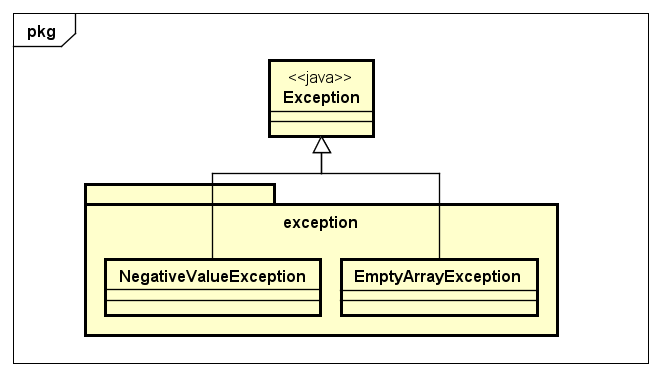 pkg
<<java>>
Exception
exception
NegativeValueException
EmptyArrayException